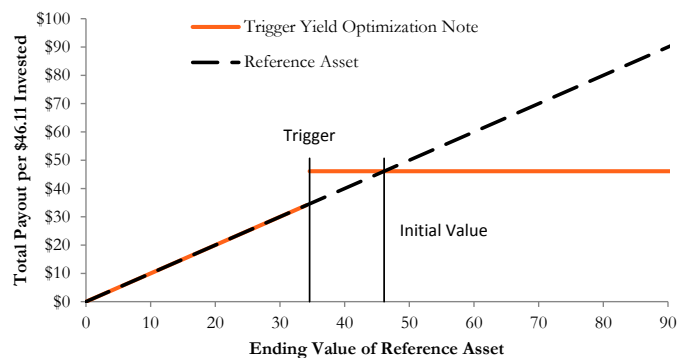 Trigger Yield Optimization Note
Reference Asset
Total Payout per $46.11 Invested
$100
$90
$80
$70
$60
$50
$40
$30
$20
$10
$0
Trigger
Initial Value
0 10 20 30 40 50 60 70 80 90
Ending Value of Reference Asset